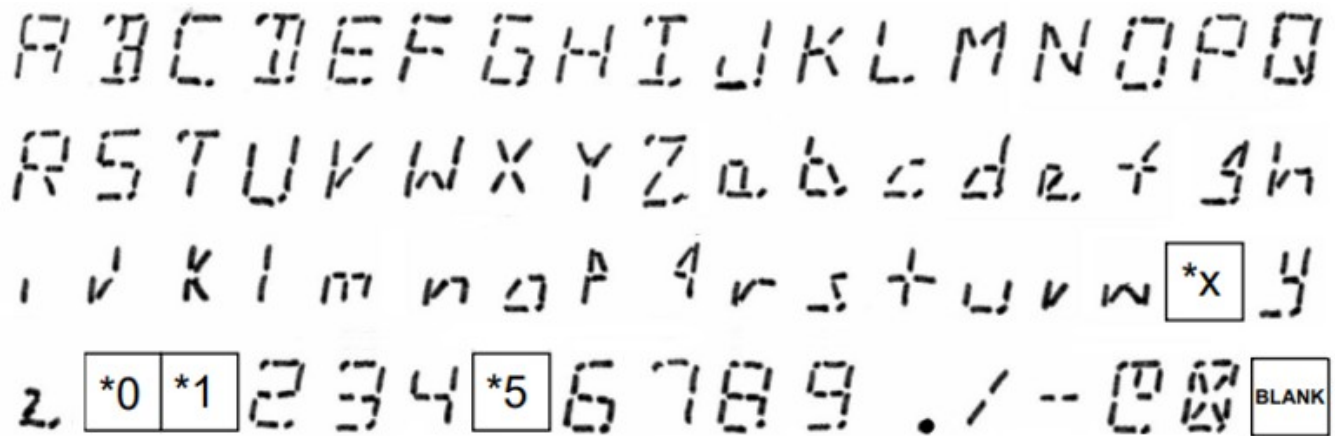 A B C D E F G H I J K L M N O P Q
R S T U V W X Y Z a b c d e f g h
i j k l m n o p q r s t u v w *x y
z *0 *1 2 3 4 *5 6 7 8 9 . / - @ BLANK